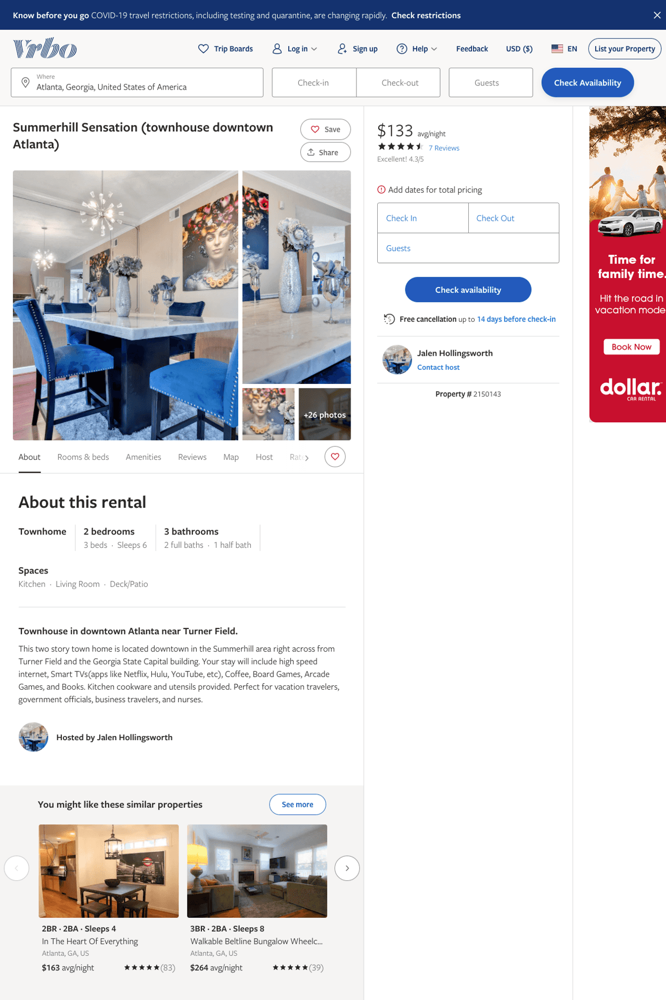 Know before you go COVID-19 travel restrictions, including testing and quarantine, are changing rapidly. Check restrictions
Vrbo
Trip Boards
Log in
Sign up
Help
Feedback
USD ($)
EN
List your Property
Where
Atlanta, Georgia, United States of America
Check-in
Check-out
Guests
Check Availability
Summerhill Sensation (townhouse downtown
Atlanta)
Save
Share
+26 photos
$133 avg/night
7 Reviews
Excellent! 4.3/5
Add dates for total pricing
Check In
Check Out
Guests
Check availability
Free cancellation up to 14 days before check-in
Jalen Hollingsworth
Contact host
Property # 2150143
Time for
family time.
Hit the road in
vacation mode
Book Now
dollar.
CAR RENTAL
About
Rooms & beds
Amenities
Reviews
Map
Host
Rate
About this rental
Townhome
2 bedrooms
3 beds · Sleeps 6
3 bathrooms
2 full baths · 1 half bath
Spaces
Kitchen · Living Room · Deck/Patio
Townhouse in downtown Atlanta near Turner Field.
This two story town home is located downtown in the Summerhill area right across from
Turner Field and the Georgia State Capital building. Your stay will include high speed
internet, Smart TVs(apps like Netflix, Hulu, YouTube, etc), Coffee, Board Games, Arcade
Games, and Books. Kitchen cookware and utensils provided. Perfect for vacation travelers,
government officials, business travelers, and nurses.
Hosted by Jalen Hollingsworth
You might like these similar properties
See more
2BR · 2BA · Sleeps 4
In The Heart Of Everything
Atlanta, GA, US
$163 avg/night
(83)
3BR · 2BA · Sleeps 8
Walkable Beltline Bungalow Wheelc...
Atlanta, GA, US
$264 avg/night
(39)